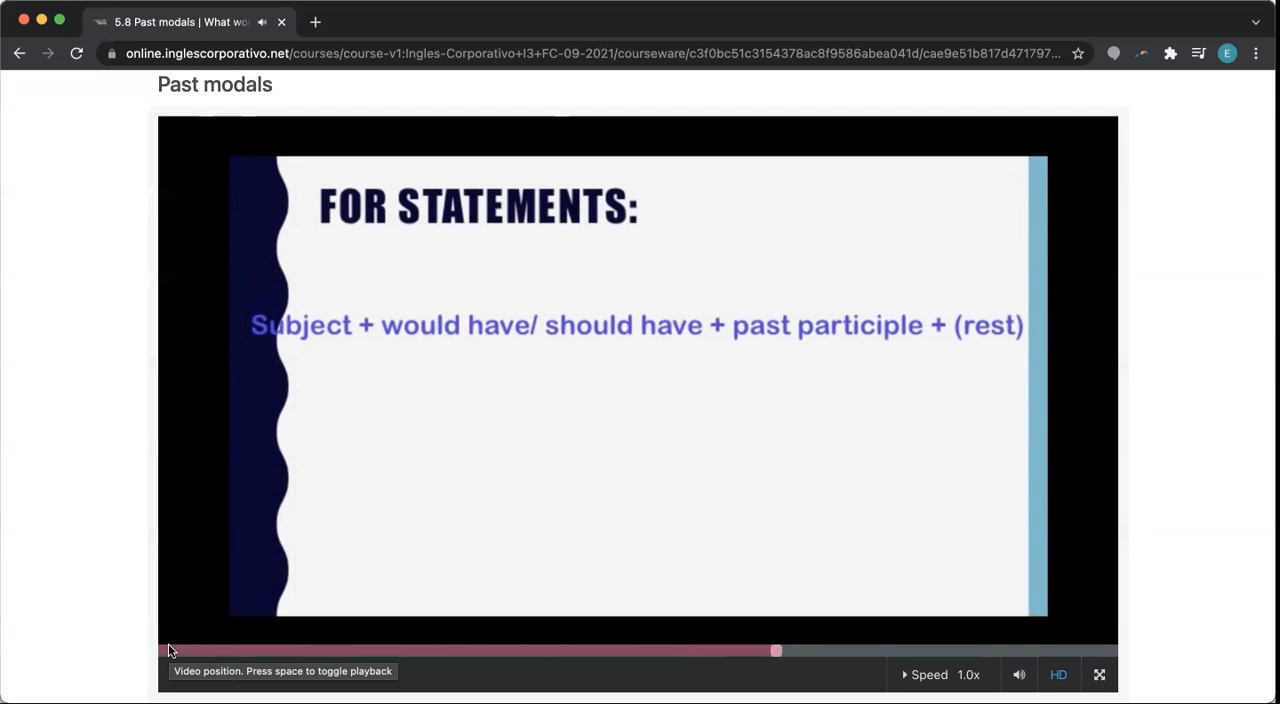 5.8 Past modals | What wo
online.inglescorporativo.net/courses/course-v1:Ingles-Corporativo+I3+FC-09-2021/courseware/c3f0bc51c3154378ac8f9586abea041d/cae9e51b817d471797...
E
Past modals
FOR STATEMENTS:
Subject + would have/ should have + past participle + (rest)
Video position. Press space to toggle playback
Speed 1.0x
HD